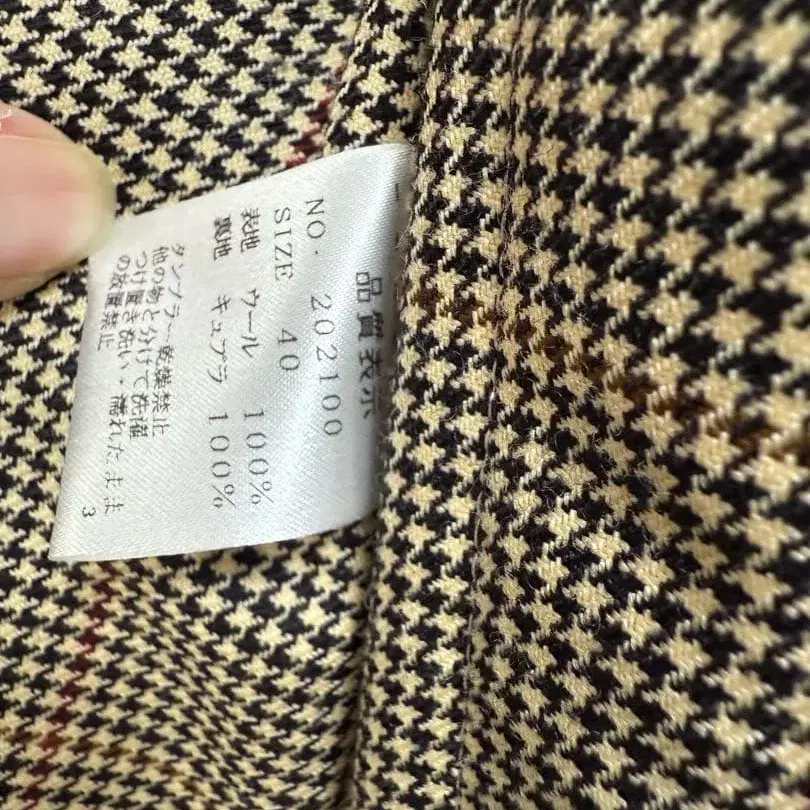 品質表示
NO. 202100
SIZE 40
表地 ウール 100%
裏地 キュプラ 100%
タンブラー乾燥禁止
他の物と分けて洗濯
つけ置き洗い・濡れたまま
の放置禁止
3